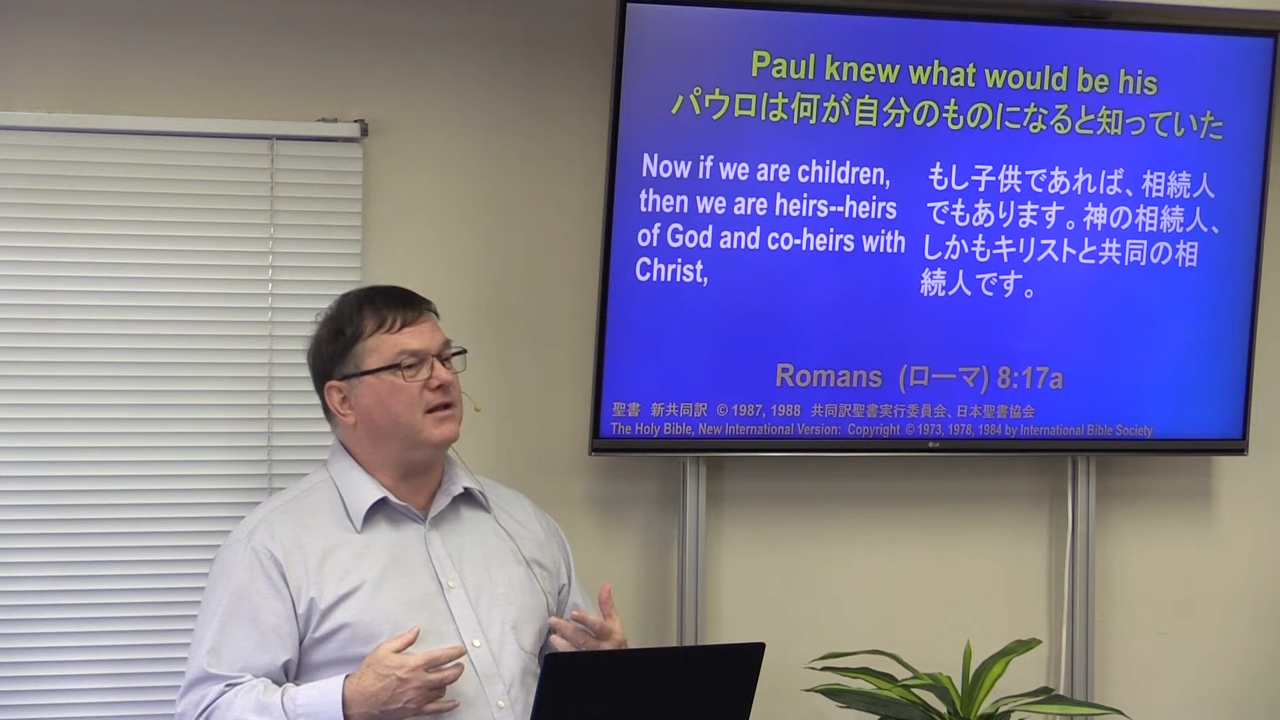 Paul knew what would be his
パウロは何が自分のものになると知っていた
Now if we are children,
then we are heirs--heirs
of God and co-heirs with
Christ,
もし子供であれば、相続人
でもあります。神の相続人、
しかもキリストと共同の相
続人です。
Romans (ローマ) 8:17a
聖書 新共同訳 © 1987, 1988 共同訳聖書実行委員会、日本聖書協会
The Holy Bible, New International Version: Copyright © 1973, 1978, 1984 by International Bible Society
LG